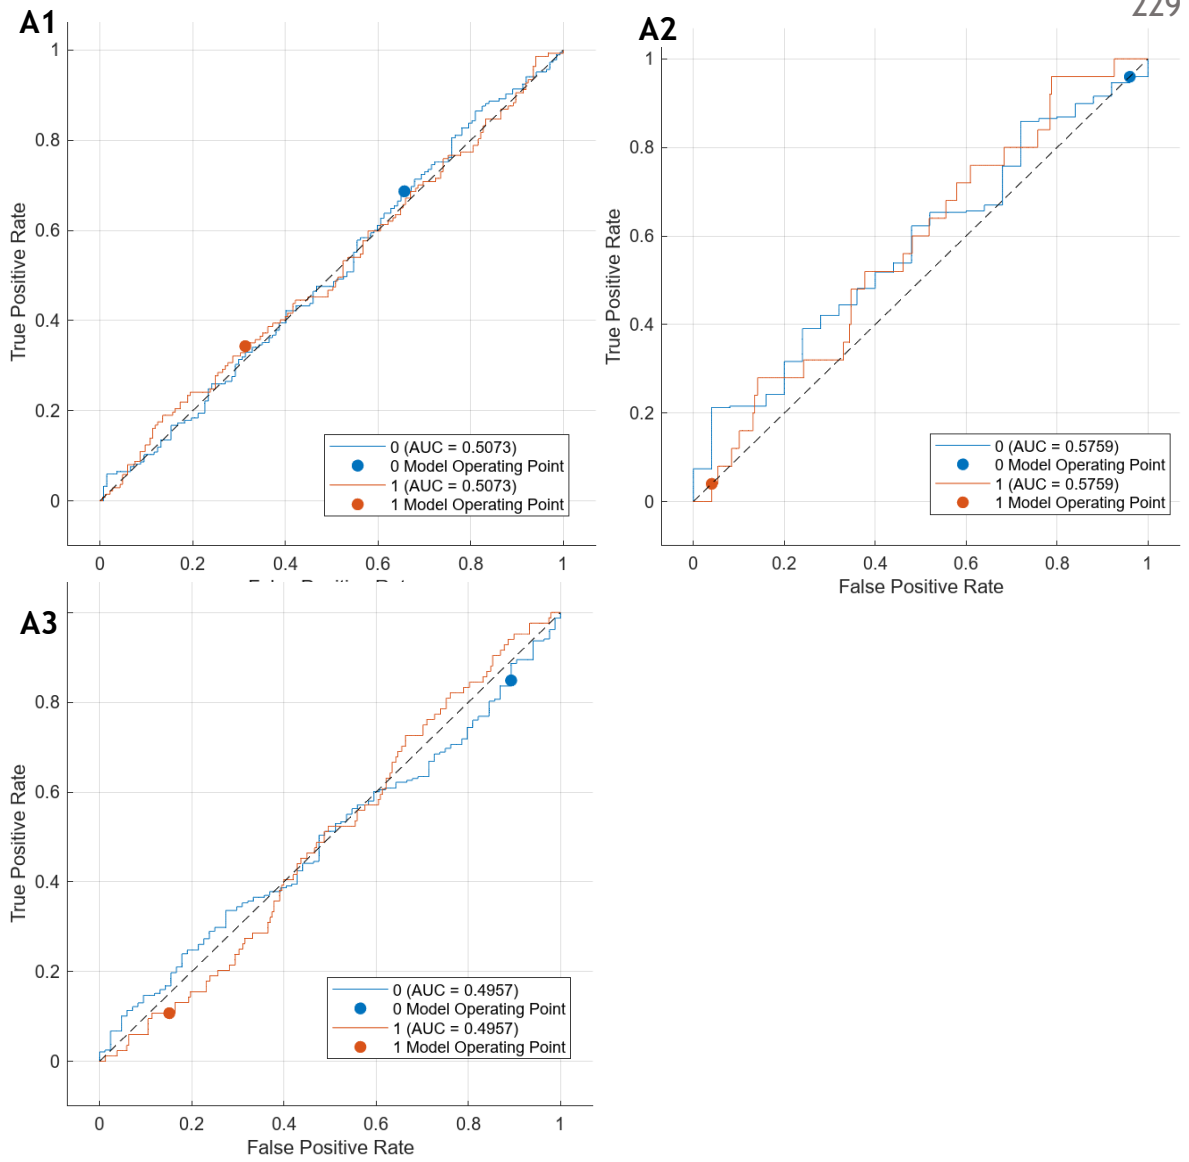 229
A1
1
0.8
0.6
0.4
0.2
0
True Positive Rate
0 (AUC = 0.5073)
0 Model Operating Point
1 (AUC = 0.5073)
1 Model Operating Point
0 0.2 0.4 0.6 0.8 1
False Positive Rate
A2
1
0.8
0.6
0.4
0.2
0
True Positive Rate
0 (AUC = 0.5759)
0 Model Operating Point
1 (AUC = 0.5759)
1 Model Operating Point
0 0.2 0.4 0.6 0.8 1
False Positive Rate
A3
0.8
0.6
0.4
0.2
0
True Positive Rate
0 (AUC = 0.4957)
0 Model Operating Point
1 (AUC = 0.4957)
1 Model Operating Point
0 0.2 0.4 0.6 0.8 1
False Positive Rate